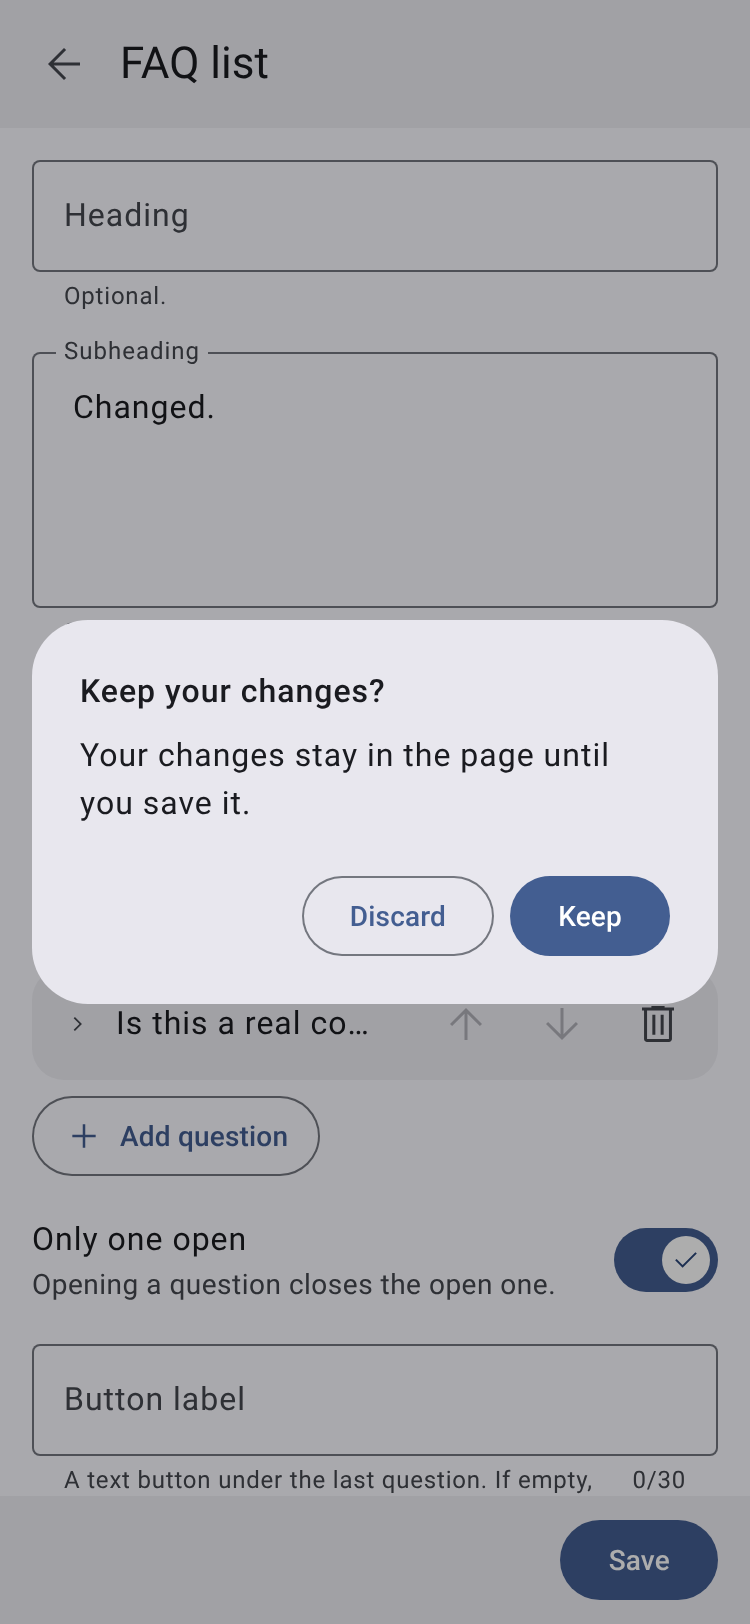 FAQ list
Heading
Optional.
Subheading
Changed.
Keep your changes?
Your changes stay in the page until
you save it.
Discard
Keep
Is this a real co…
Add question
Only one open
Opening a question closes the open one.
Button label
A text button under the last question. If empty,
0/30
Save